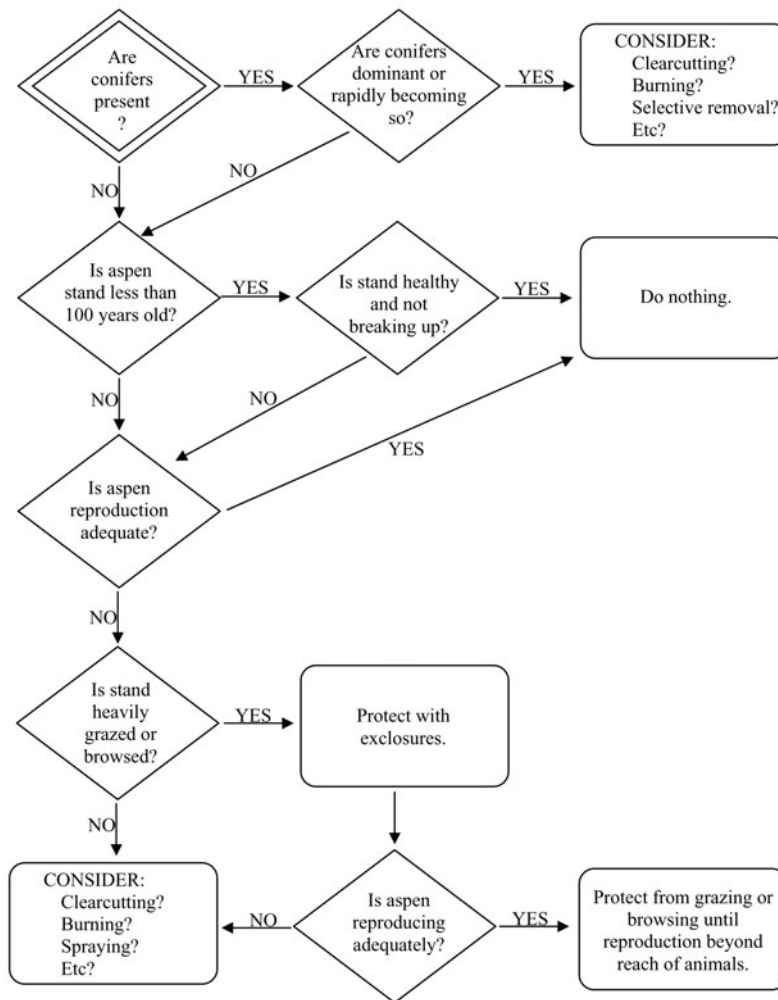 Are
conifers
present
?
YES
Are conifers
dominant or
rapidly becoming
so?
YES
CONSIDER:
Clearcutting?
Burning?
Selective removal?
Etc?
NO
NO
Is aspen
stand less than
100 years old?
YES
Is stand healthy
and not
breaking up?
YES
Do nothing.
NO
NO
YES
Is aspen
reproduction
adequate?
NO
Is stand
heavily
grazed or
browsed?
YES
Protect with
exclosures.
NO
CONSIDER:
Clearcutting?
Burning?
Spraying?
Etc?
NO
Is aspen
reproducing
adequately?
YES
Protect from grazing or
browsing until
reproduction beyond
reach of animals.